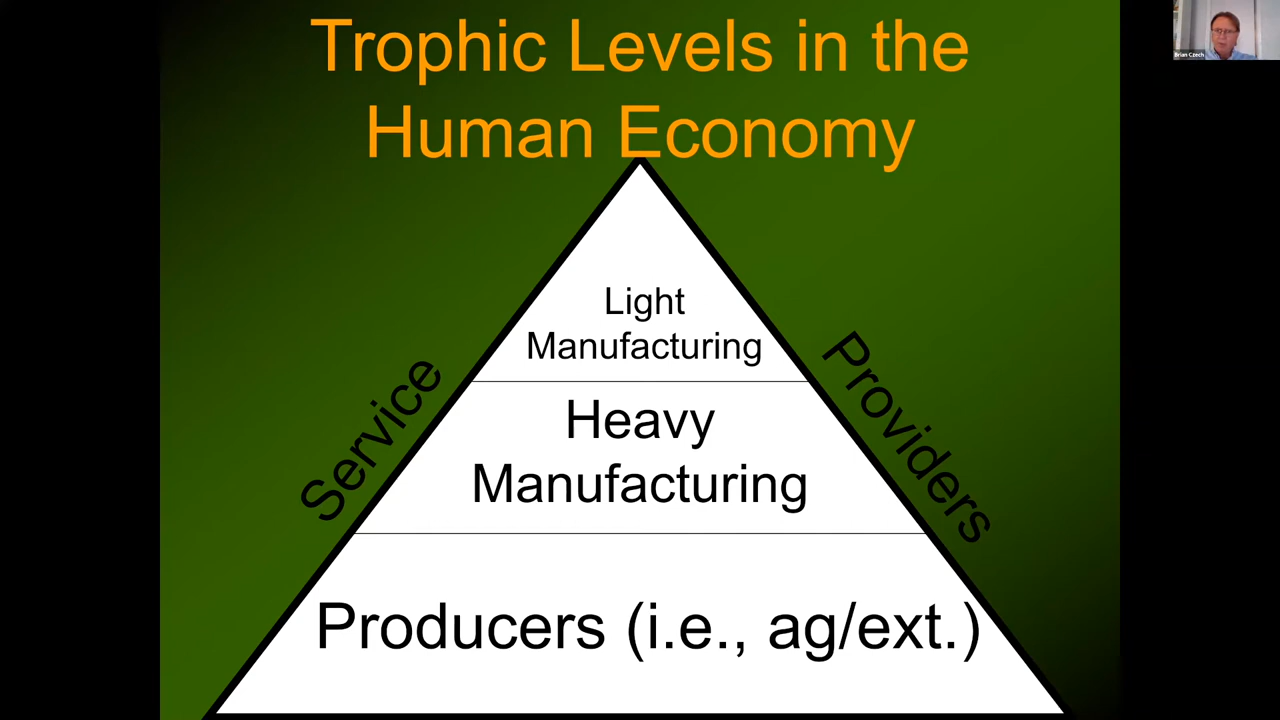 Trophic Levels in the
Human Economy
Light
Manufacturing
Service
Providers
Heavy
Manufacturing
Producers (i.e., ag/ext.)
Brian Czech